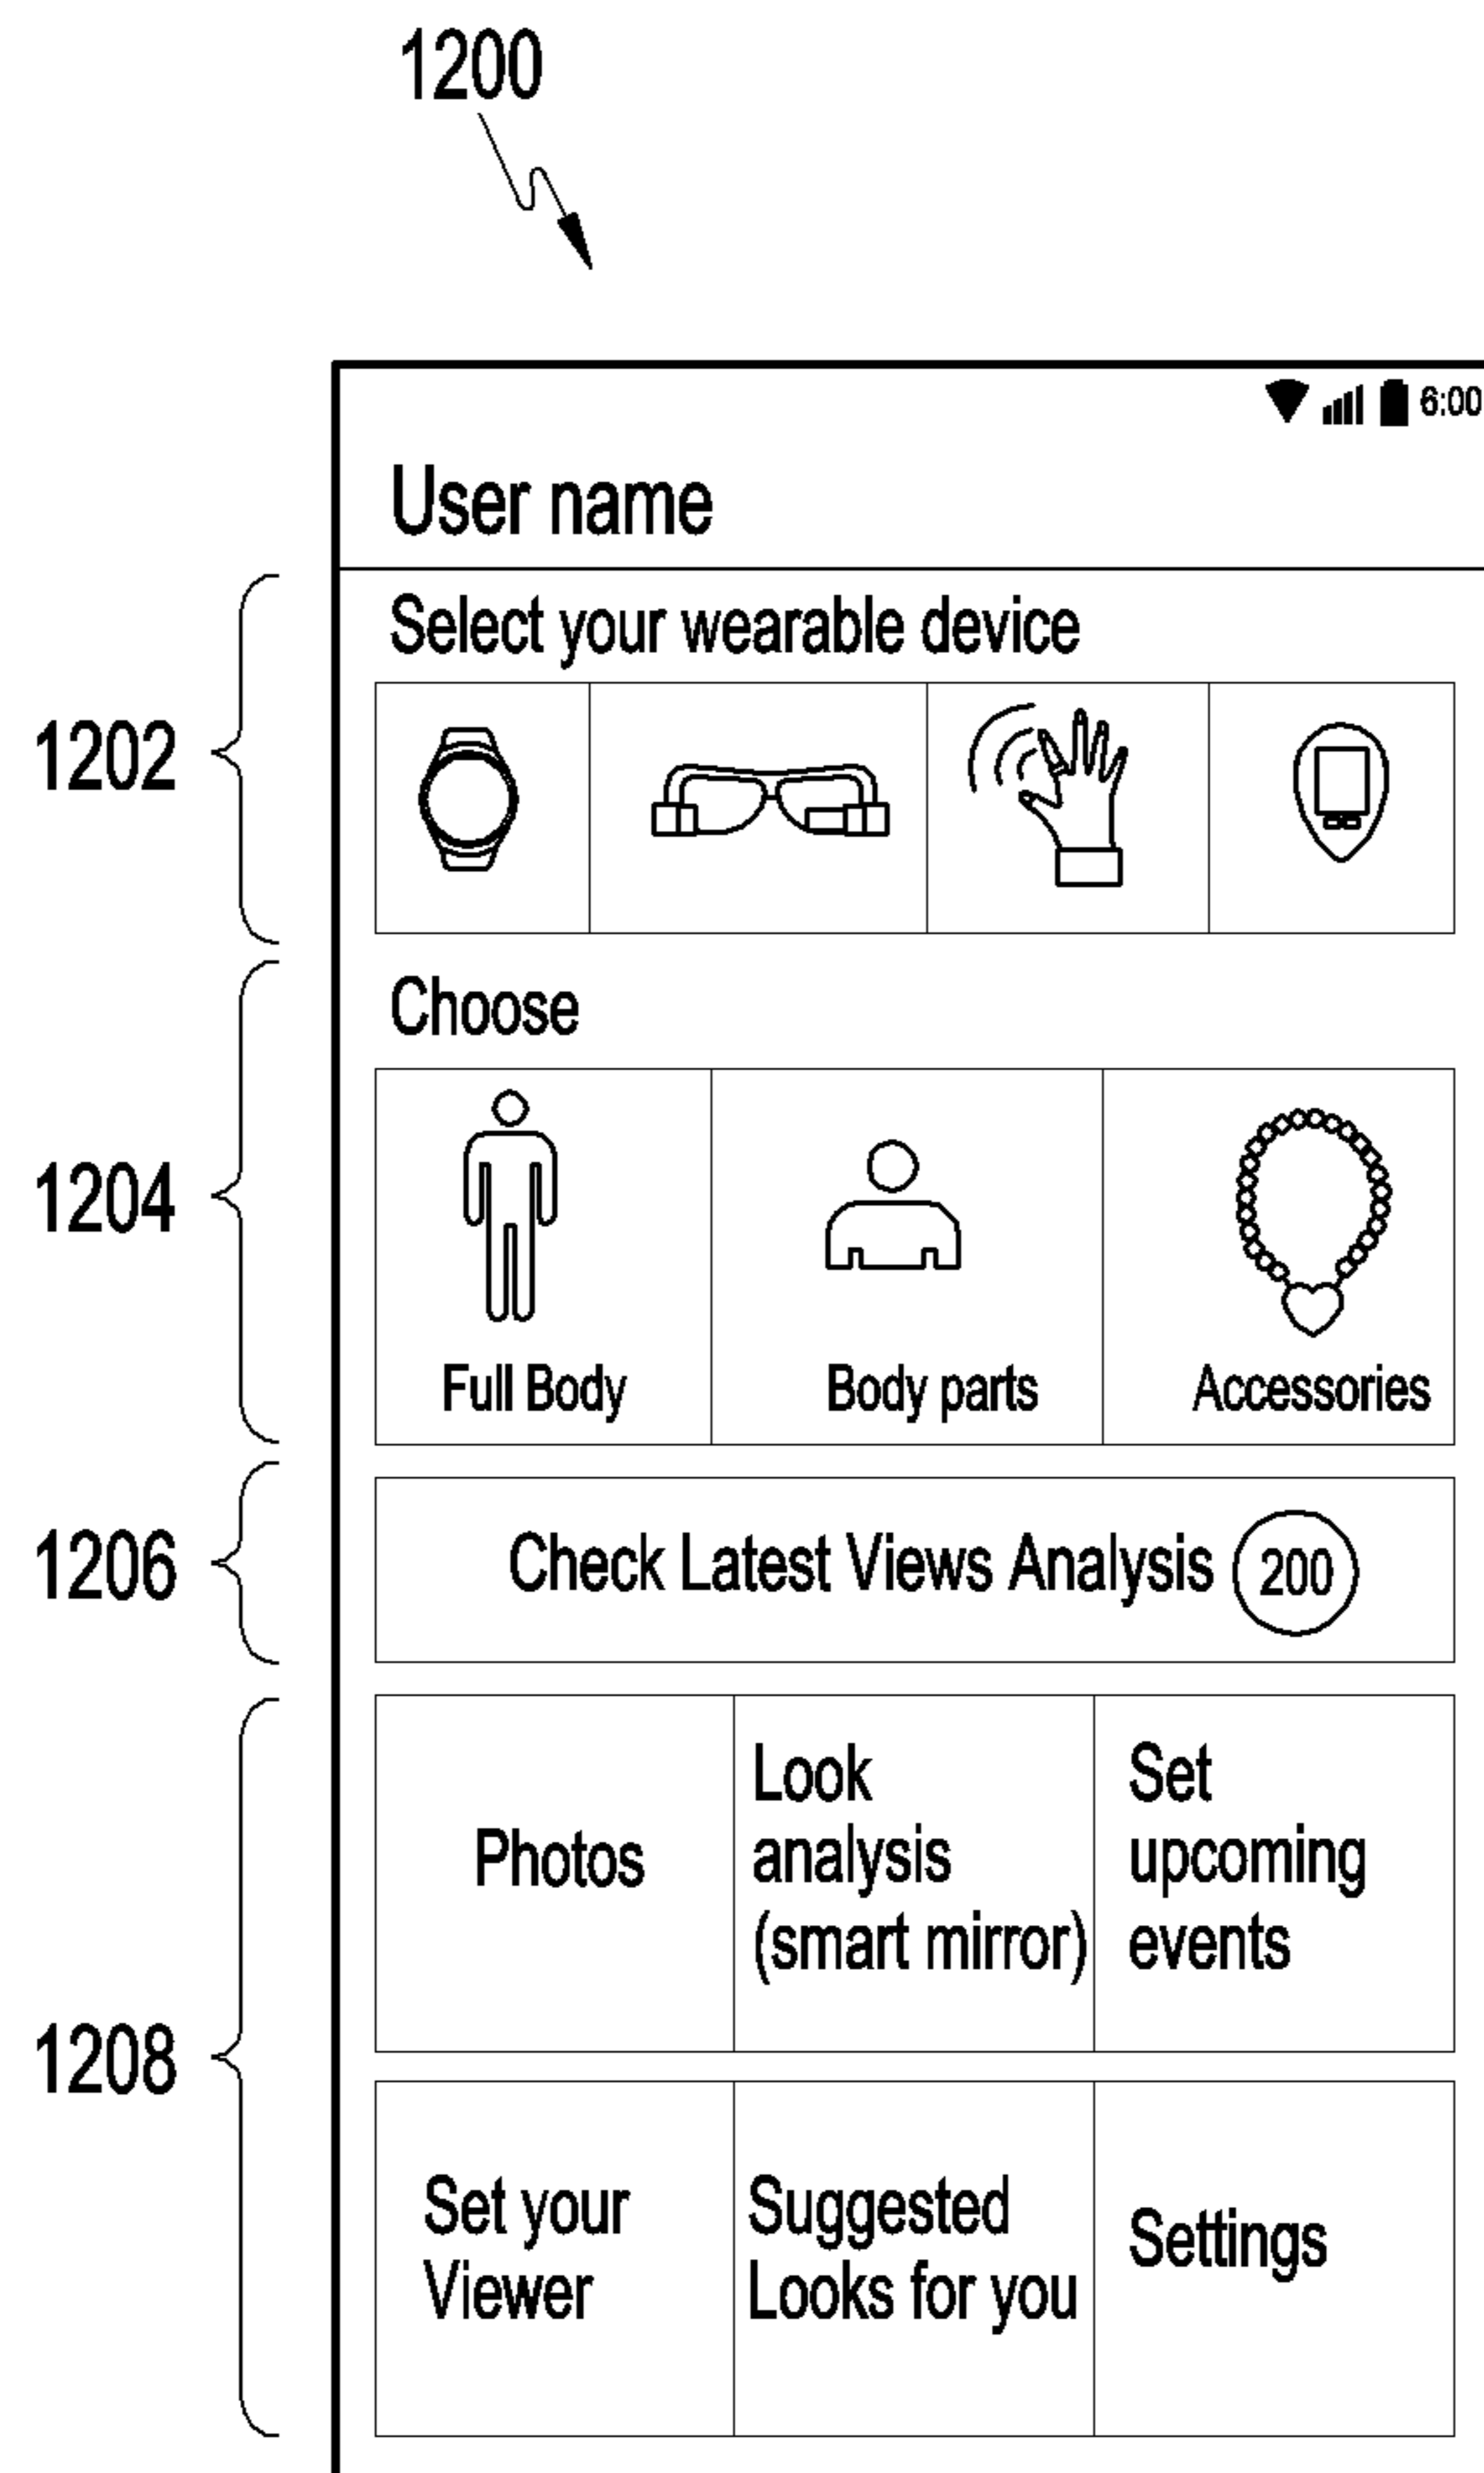 1200
6:00
User name
Select your wearable device
1202
Choose
1204
Full Body
Body parts
Accessories
1206
Check Latest Views Analysis 200
1208
Photos
Look
analysis
(smart mirror)
Set
upcoming
events
Set your
Viewer
Suggested
Looks for you
Settings